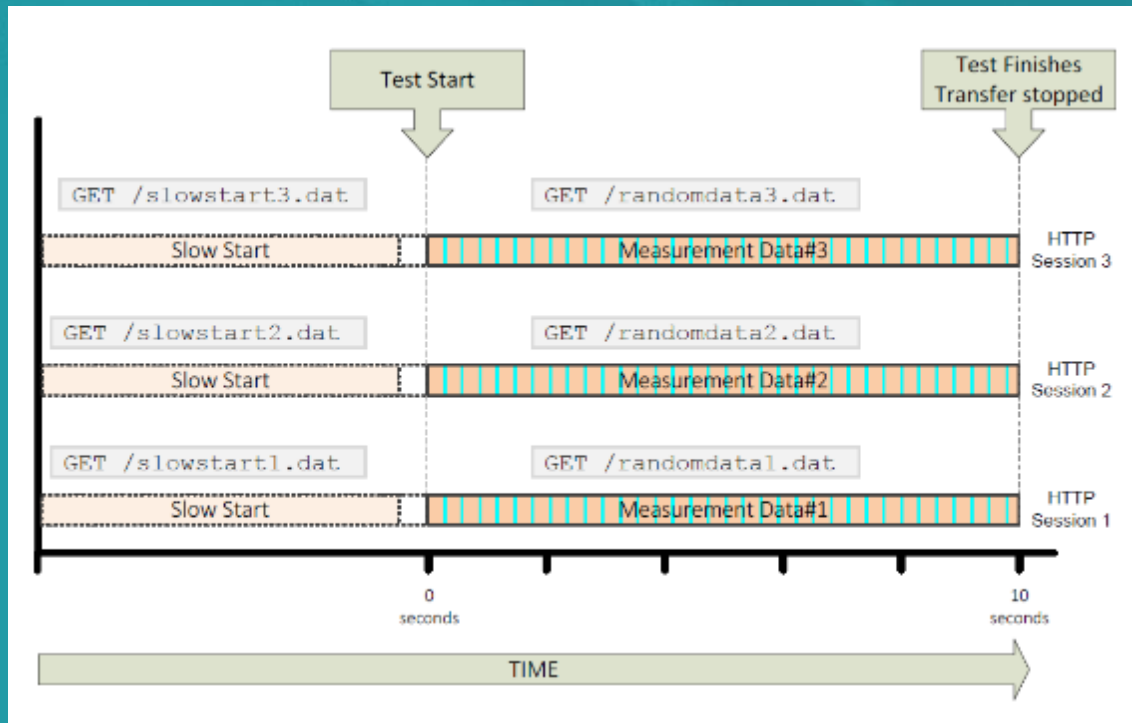 Test Start
Test Finishes
Transfer stopped
GET /slowstart3.dat
GET /randomdata3.dat
Slow Start
Measurement Data#3
HTTP
Session 3
GET /slowstart2.dat
GET /randomdata2.dat
Slow Start
Measurement Data#2
HTTP
Session 2
GET /slowstart1.dat
GET /randomdata1.dat
Slow Start
Measurement Data#1
HTTP
Session 1
0
seconds
10
seconds
TIME